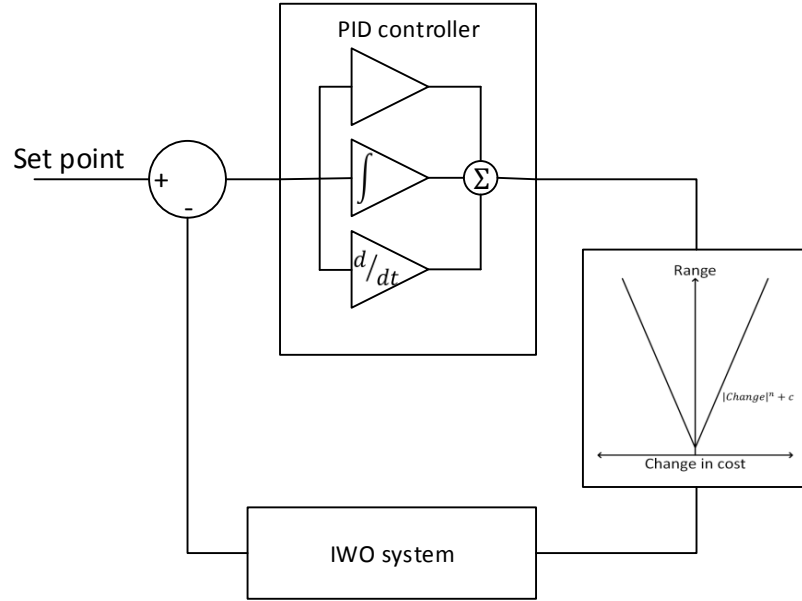 PID controller
Set point
+
-
∫
Σ
d/dt
Range
|Change|ⁿ + c
Change in cost
IWO system